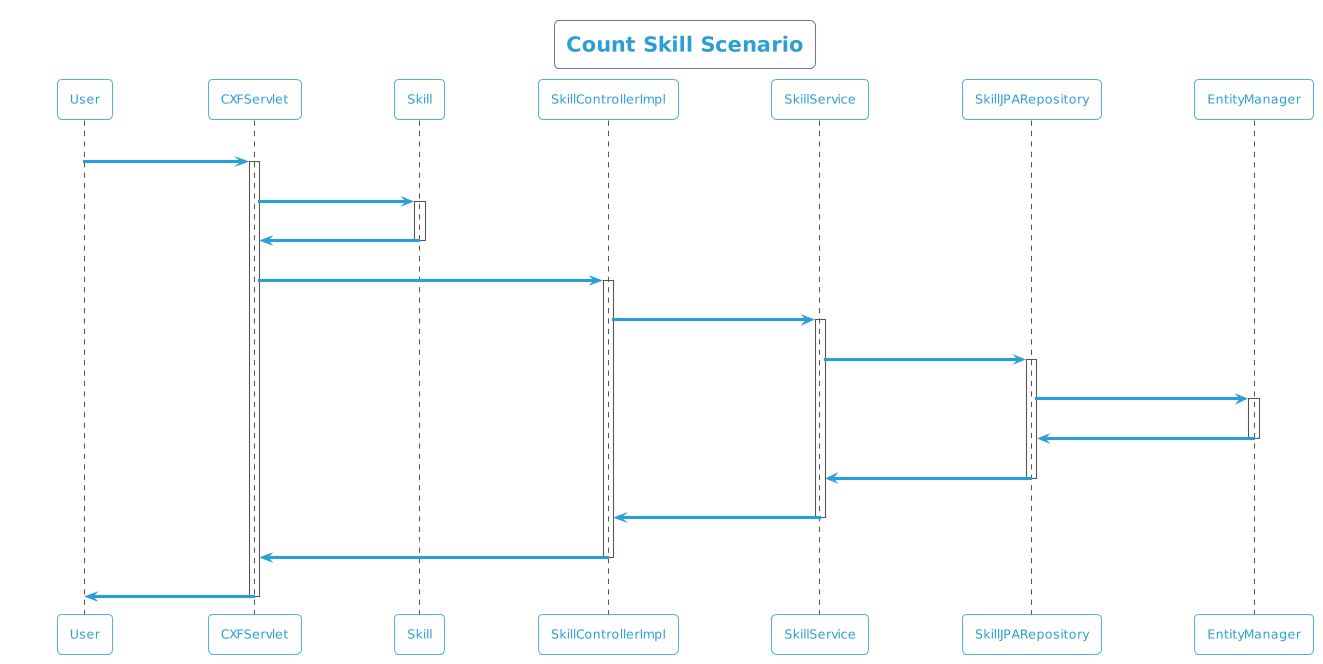 Count Skill Scenario
User
CXFServlet
Skill
SkillControllerImpl
SkillService
SkillJPARepository
EntityManager
User
CXFServlet
Skill
SkillControllerImpl
SkillService
SkillJPARepository
EntityManager